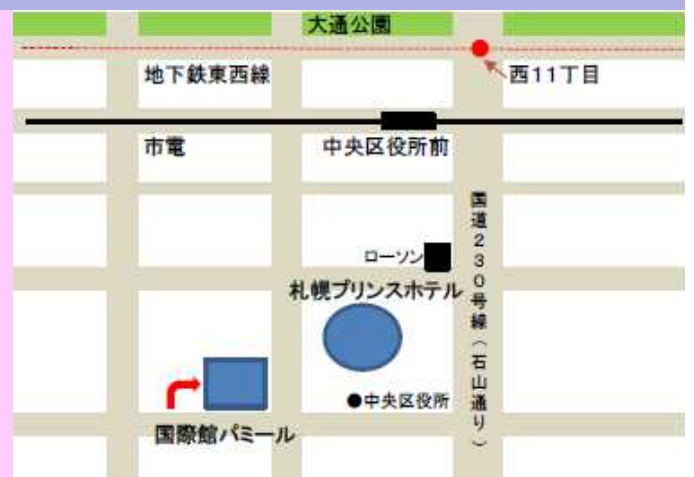 大通公園
地下鉄東西線
西11丁目
市電
中央区役所前
国道230号線（石山通り）
ローソン
札幌プリンスホテル
●中央区役所
国際館パミール